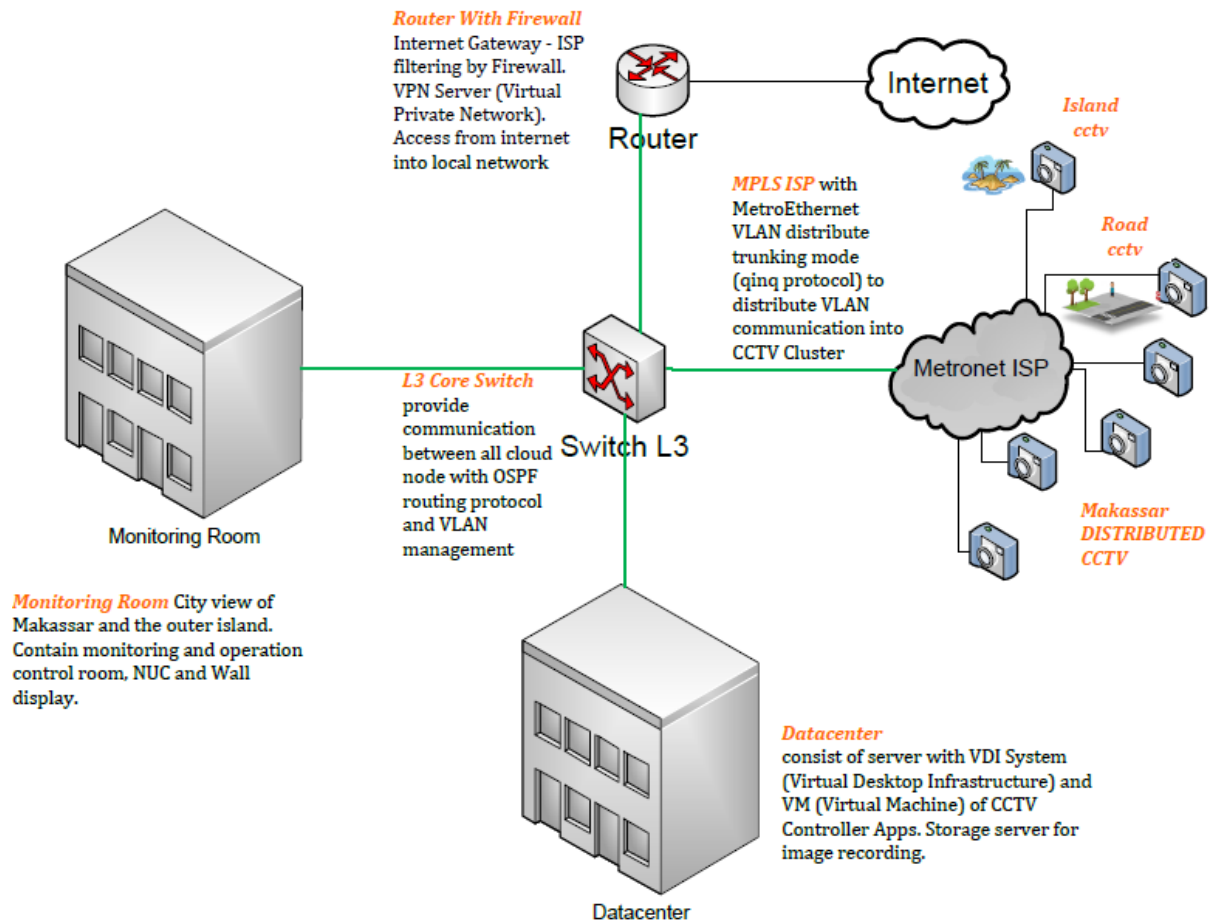 Router With Firewall
Internet Gateway - ISP
filtering by Firewall.
VPN Server (Virtual
Private Network).
Access from internet
into local network
Router
Internet
Island
cctv
MPLS ISP with
MetroEthernet
VLAN distribute
trunking mode
(qinq protocol) to
distribute VLAN
communication into
CCTV Cluster
Road
cctv
Metronet ISP
L3 Core Switch
provide
communication
between all cloud
node with OSPF
routing protocol
and VLAN
management
Switch L3
Makassar
DISTRIBUTED
CCTV
Monitoring Room
Monitoring Room City view of
Makassar and the outer island.
Contain monitoring and operation
control room, NUC and Wall
display.
Datacenter
consist of server with VDI System
(Virtual Desktop Infrastructure) and
VM (Virtual Machine) of CCTV
Controller Apps. Storage server for
image recording.
Datacenter